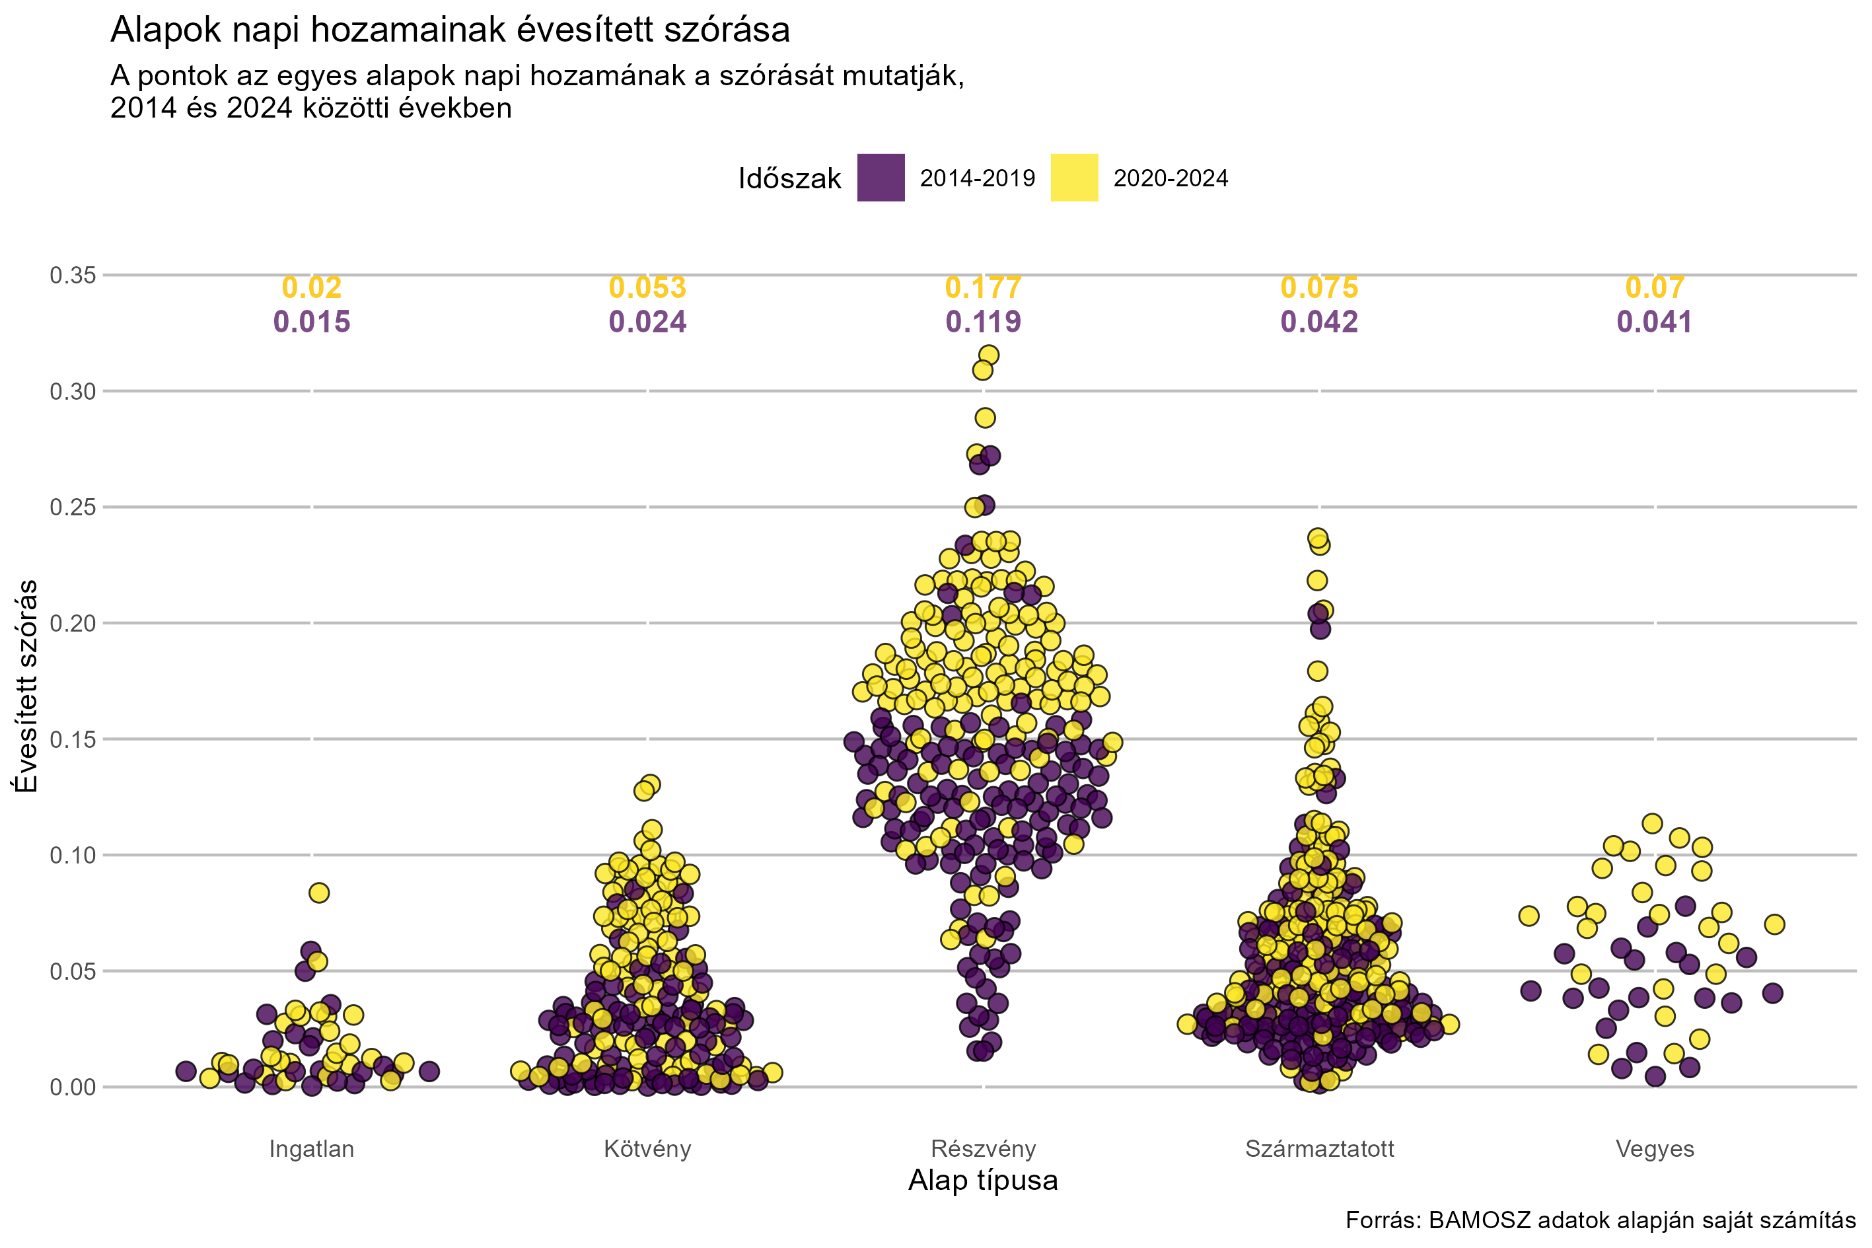 Alapok napi hozamainak évesített szórása
A pontok az egyes alapok napi hozamának a szórását mutatják,
2014 és 2024 közötti években
Időszak 2014-2019 2020-2024
0.35
0.02 0.053 0.177 0.075 0.07
0.015 0.024 0.119 0.042 0.041
0.30
0.25
0.20
0.15
0.10
0.05
0.00
Évesített szórás
Ingatlan Kötvény Részvény Származtatott Vegyes
Alap típusa
Forrás: BAMOSZ adatok alapján saját számítás